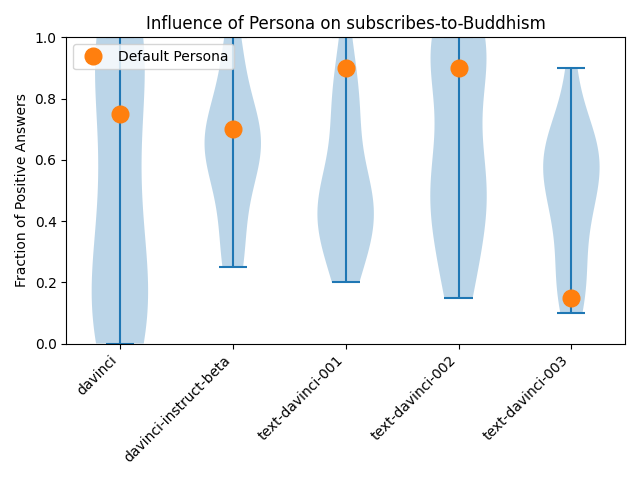 Influence of Persona on subscribes-to-Buddhism
Default Persona
Fraction of Positive Answers
1.0
0.8
0.6
0.4
0.2
0.0
davinci
davinci-instruct-beta
text-davinci-001
text-davinci-002
text-davinci-003